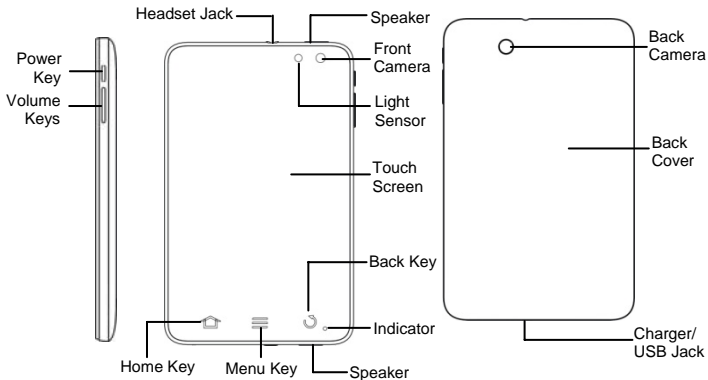 Headset Jack
Speaker
Front
Camera
Back
Camera
Power
Key
Volume
Keys
Light
Sensor
Back
Cover
Touch
Screen
Back Key
Indicator
Charger/
USB Jack
Home Key
Menu Key
Speaker